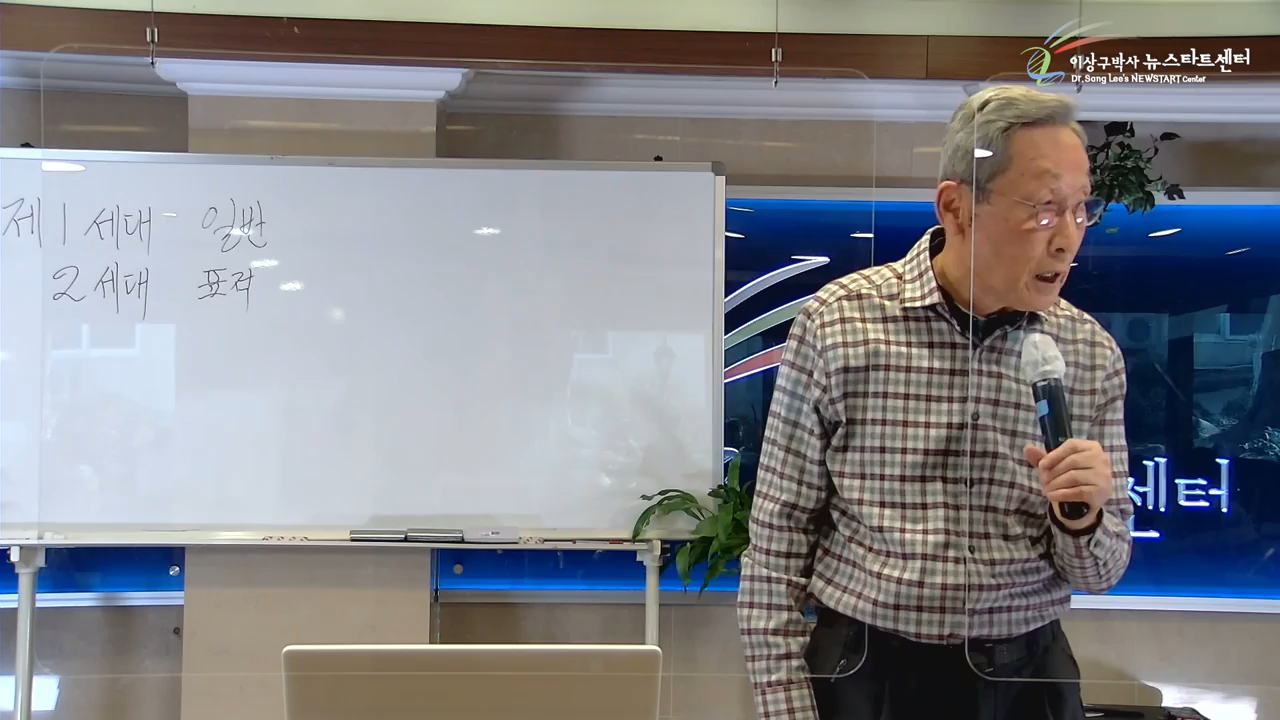 이상구박사 뉴스타트센터
Dr. Sang Lee's NEWSTART Center
제 1 세대 일반
2 세대 표적
센터